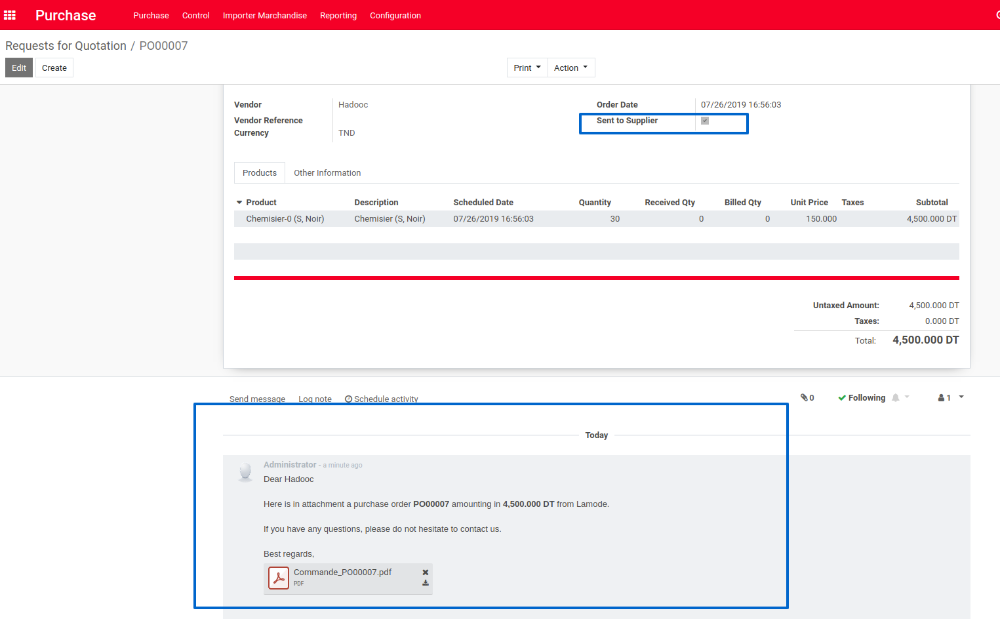 Purchase Purchase Control Importer Marchandise Reporting Configuration
Requests for Quotation / PO00007
Edit Create Print Action
Vendor Hadooc Order Date 07/26/2019 16:56:03
Vendor Reference Sent to Supplier
Currency TND
Products Other Information
Product Description Scheduled Date Quantity Received Qty Billed Qty Unit Price Taxes Subtotal
Chemisier-0 (S, Noir) Chemisier (S, Noir) 07/26/2019 16:56:03 30 0 0 150.000 4,500.000 DT
Untaxed Amount: 4,500.000 DT
Taxes: 0.000 DT
Total: 4,500.000 DT
Send message Log note Schedule activity 0 Following 1
Today
Administrator - a minute ago
Dear Hadooc
Here is in attachment a purchase order PO00007 amounting in 4,500.000 DT from Lamode.
If you have any questions, please do not hesitate to contact us.
Best regards,
Commande_PO00007.pdf
PDF